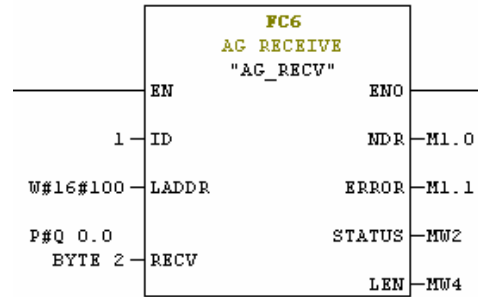 FC6
AG RECEIVE
"AG_RECV"
EN ENO
1 ID NDR M1.0
W#16#100 LADDR ERROR M1.1
P#Q 0.0 STATUS MW2
BYTE 2 RECV
LEN MW4